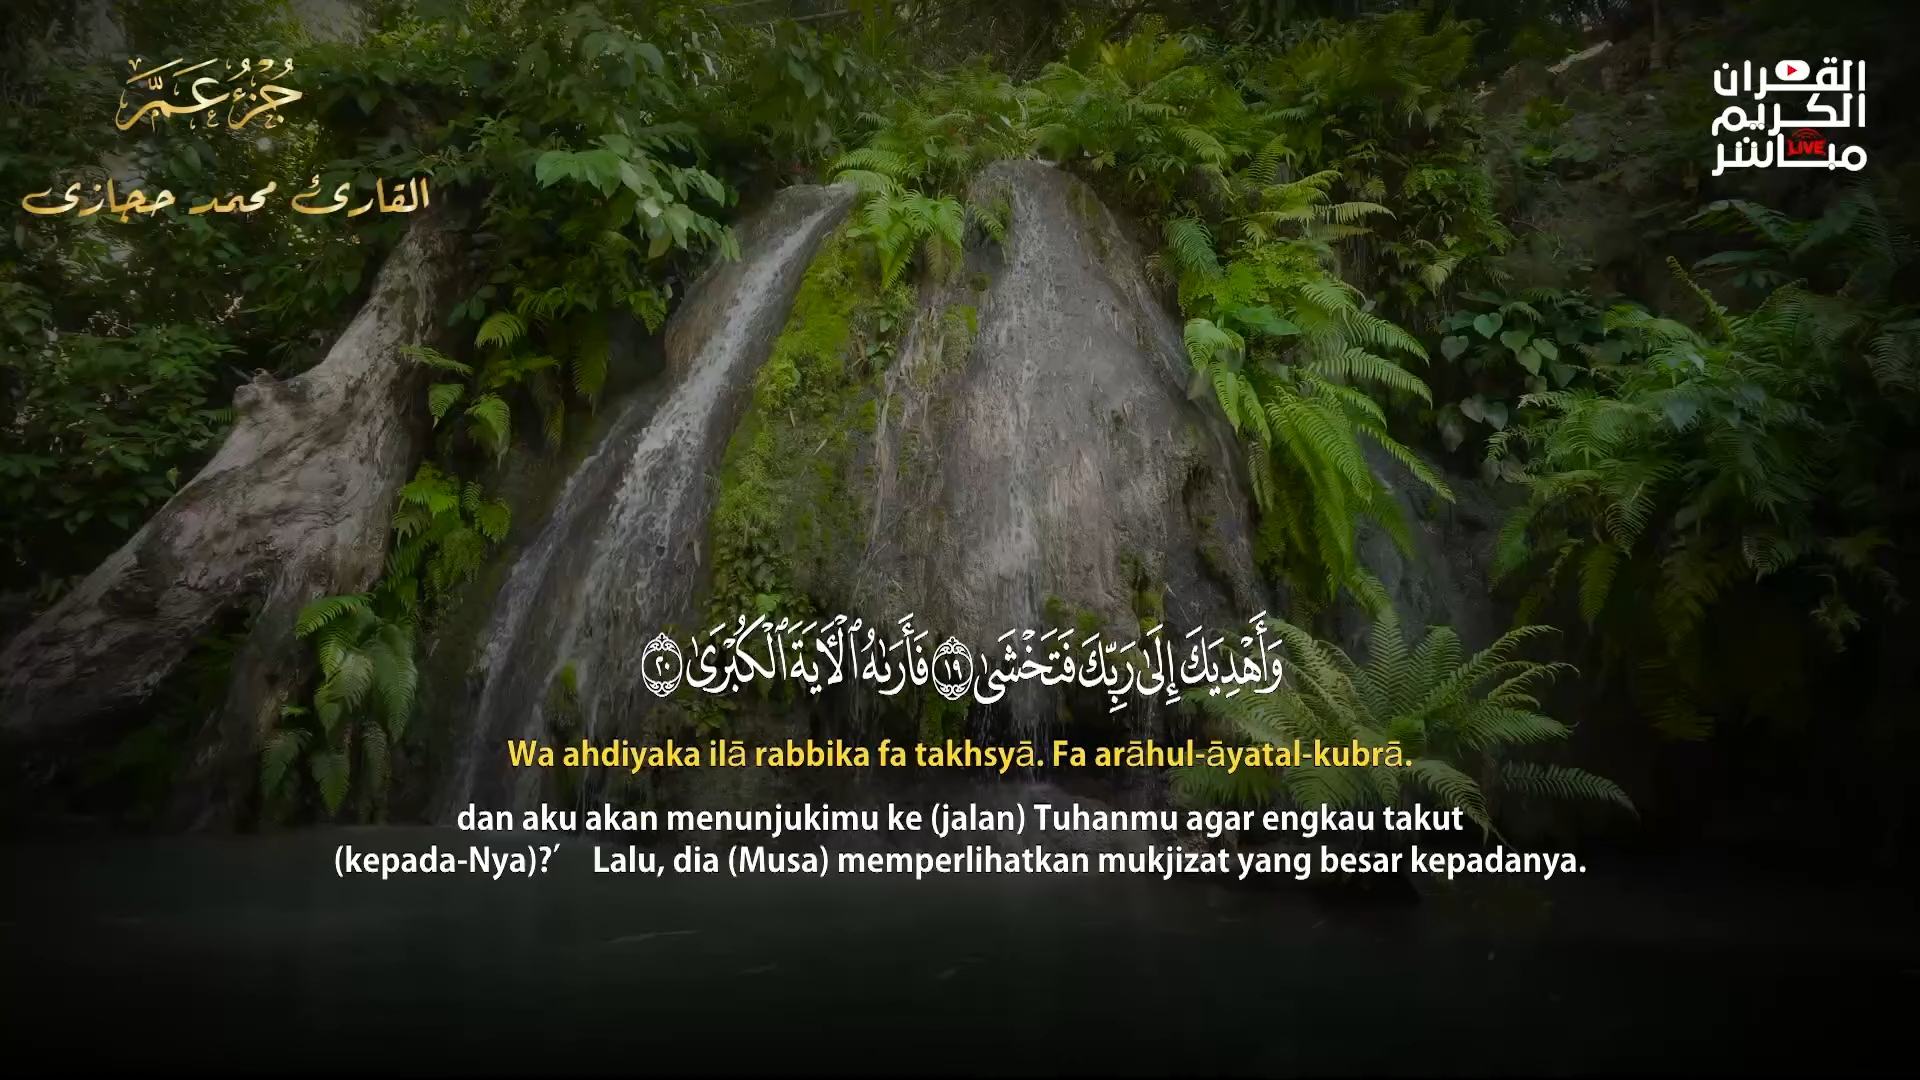 جُزْءُ عَمَّ
القارئ محمد حجازى
القرآن
الكريم
مباشر
LIVE
وَأَهْدِيَكَ إِلَىٰ رَبِّكَ فَتَخْشَىٰ ١٩ فَأَرَىٰهُ ٱلْـَٔايَةَ ٱلْكُبْرَىٰ ٢٠
Wa ahdiyaka ilā rabbika fa takhsyā. Fa arāhul-āyatal-kubrā.
dan aku akan menunjukimu ke (jalan) Tuhanmu agar engkau takut
(kepada-Nya)?’ Lalu, dia (Musa) memperlihatkan mukjizat yang besar kepadanya.